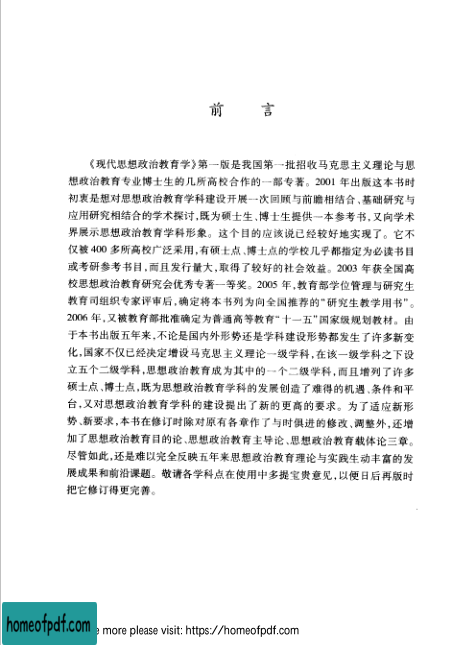 前 言
《现代思想政治教育学》第一版是我国第一批招收马克思主义理论与思
想政治教育专业博士生的几所高校合作的一部专著。2001 年出版这本书时
初衷是想对思想政治教育学科建设开展一次回顾与前瞻相结合、基础研究与
应用研究相结合的学术探讨,既为硕士生、博士生提供一本参考书,又向学术
界展示思想政治教育学科形象。这个目的应该说已经较好地实现了。它不
仅被 400 多所高校广泛采用,有硕士点、博士点的学校几乎都指定为必读书目
或考研参考书目,而且发行量大,取得了较好的社会效益。2003 年获全国高
校思想政治教育研究会优秀专著一等奖。2005 年,教育部学位管理与研究生
教育司组织专家评审后,确定将本书列为向全国推荐的“研究生教学用书”。
2006 年,又被教育部批准确定为普通高等教育“十一五”国家级规划教材。由
于本书出版五年来,不论是国内外形势还是学科建设形势都发生了许多新变
化,国家不仅已经决定增设马克思主义理论一级学科,在该一级学科之下设
立五个二级学科,思想政治教育成为其中的一个二级学科,而且增列了许多
硕士点、博士点,既为思想政治教育学科的发展创造了难得的机遇、条件和平
台,又对思想政治教育学科的建设提出了新的更高的要求。为了适应新形
势、新要求,本书在修订时除对原有各章作了与时俱进的修改、调整外,还增
加了思想政治教育目的论、思想政治教育主导论、思想政治教育载体论三章。
尽管如此,还是难以完全反映五年来思想政治教育理论与实践生动丰富的发
展成果和前沿课题。敬请各学科点在使用中多提宝贵意见,以便日后再版时
把它修订得更完善。
homeofpdf.com
e more please visit: https://homeofpdf.com